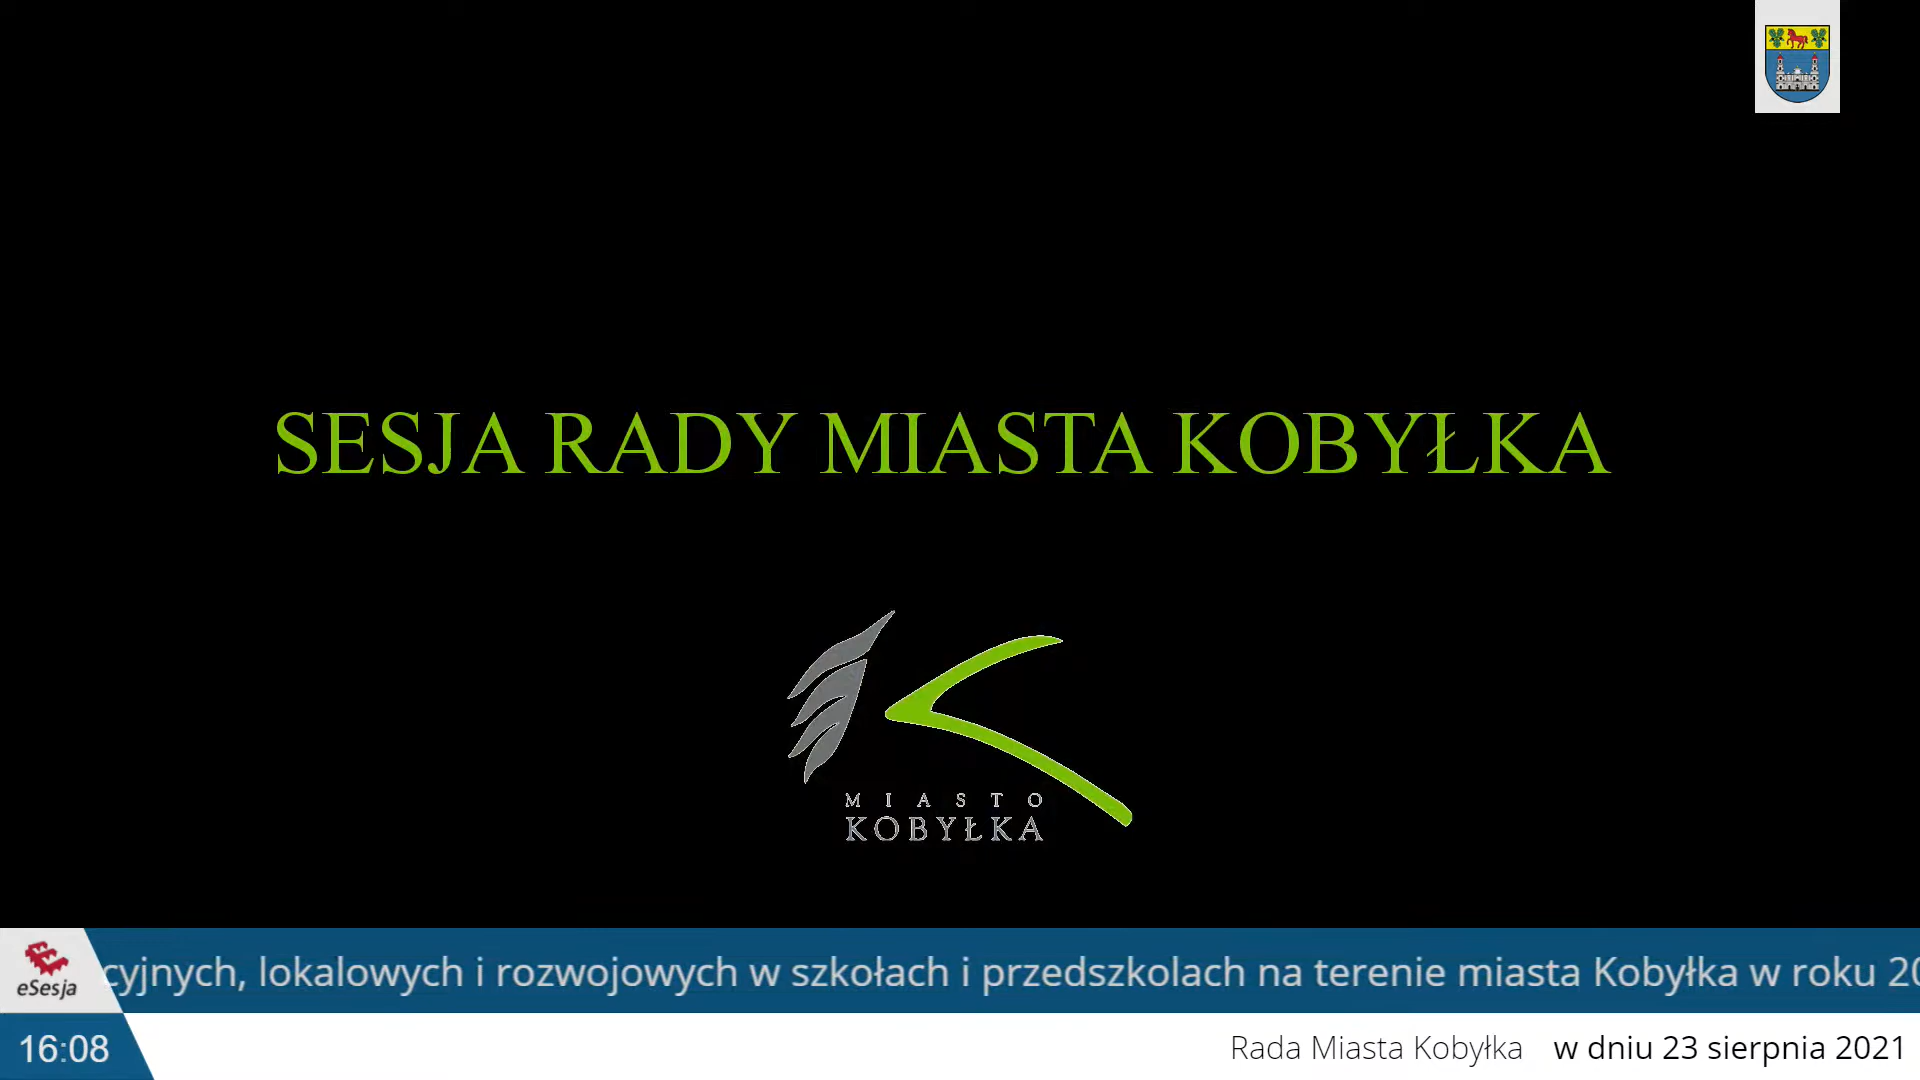 SESJA RADY MIASTA KOBYŁKA
MIASTO
KOBYŁKA
eSesja
cyjnych, lokalowych i rozwojowych w szkołach i przedszkolach na terenie miasta Kobyłka w roku 20
16:08
Rada Miasta Kobyłka w dniu 23 sierpnia 2021